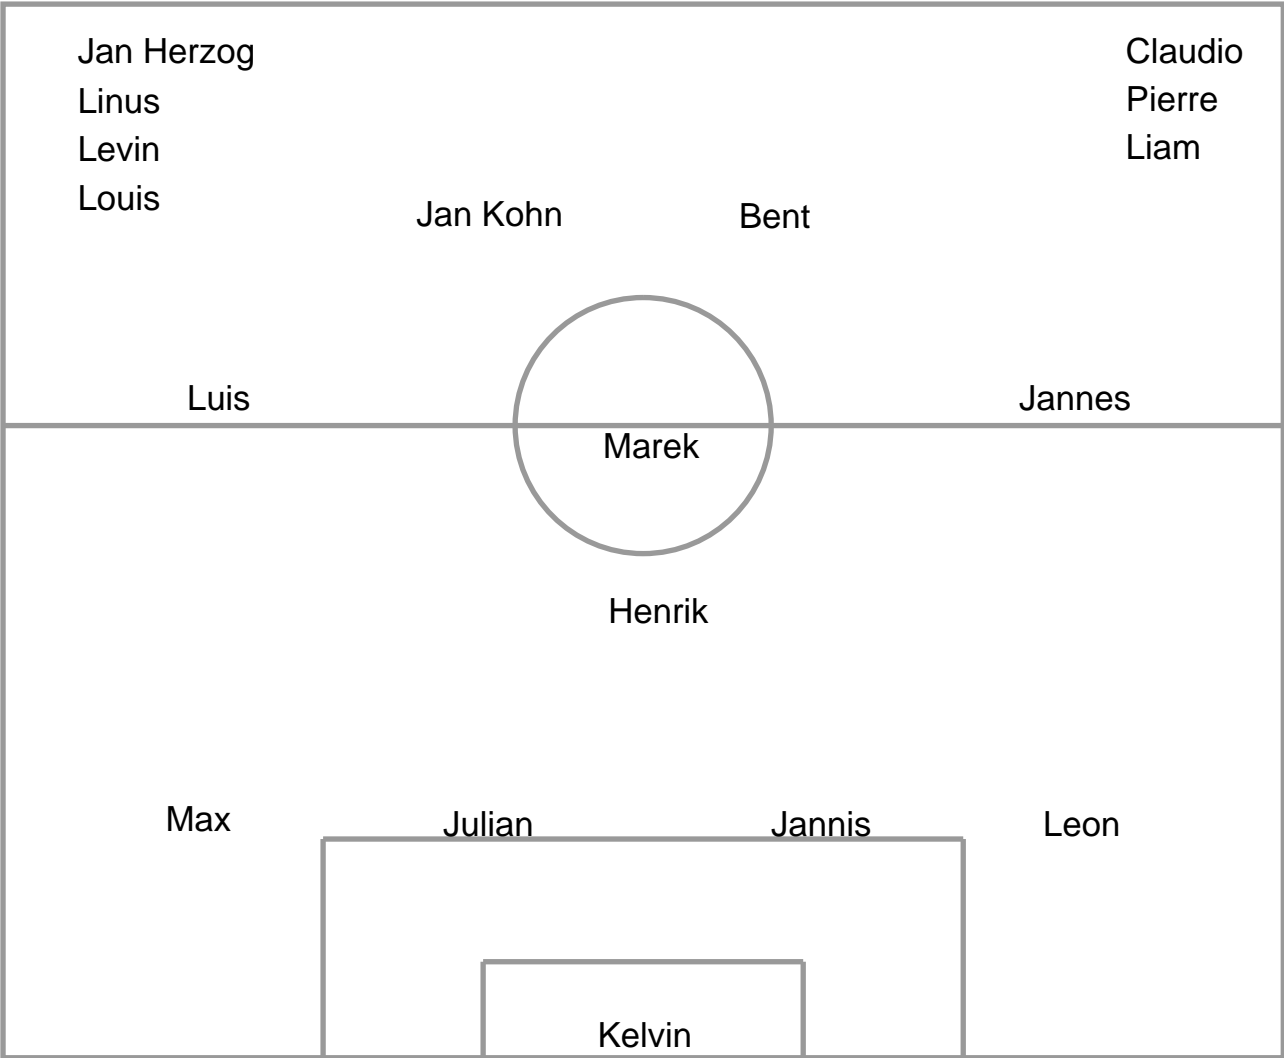 Jan Herzog
Linus
Levin
Louis
Claudio
Pierre
Liam
Jan Kohn
Bent
Luis
Jannes
Marek
Henrik
Max
Julian
Jannis
Leon
Kelvin